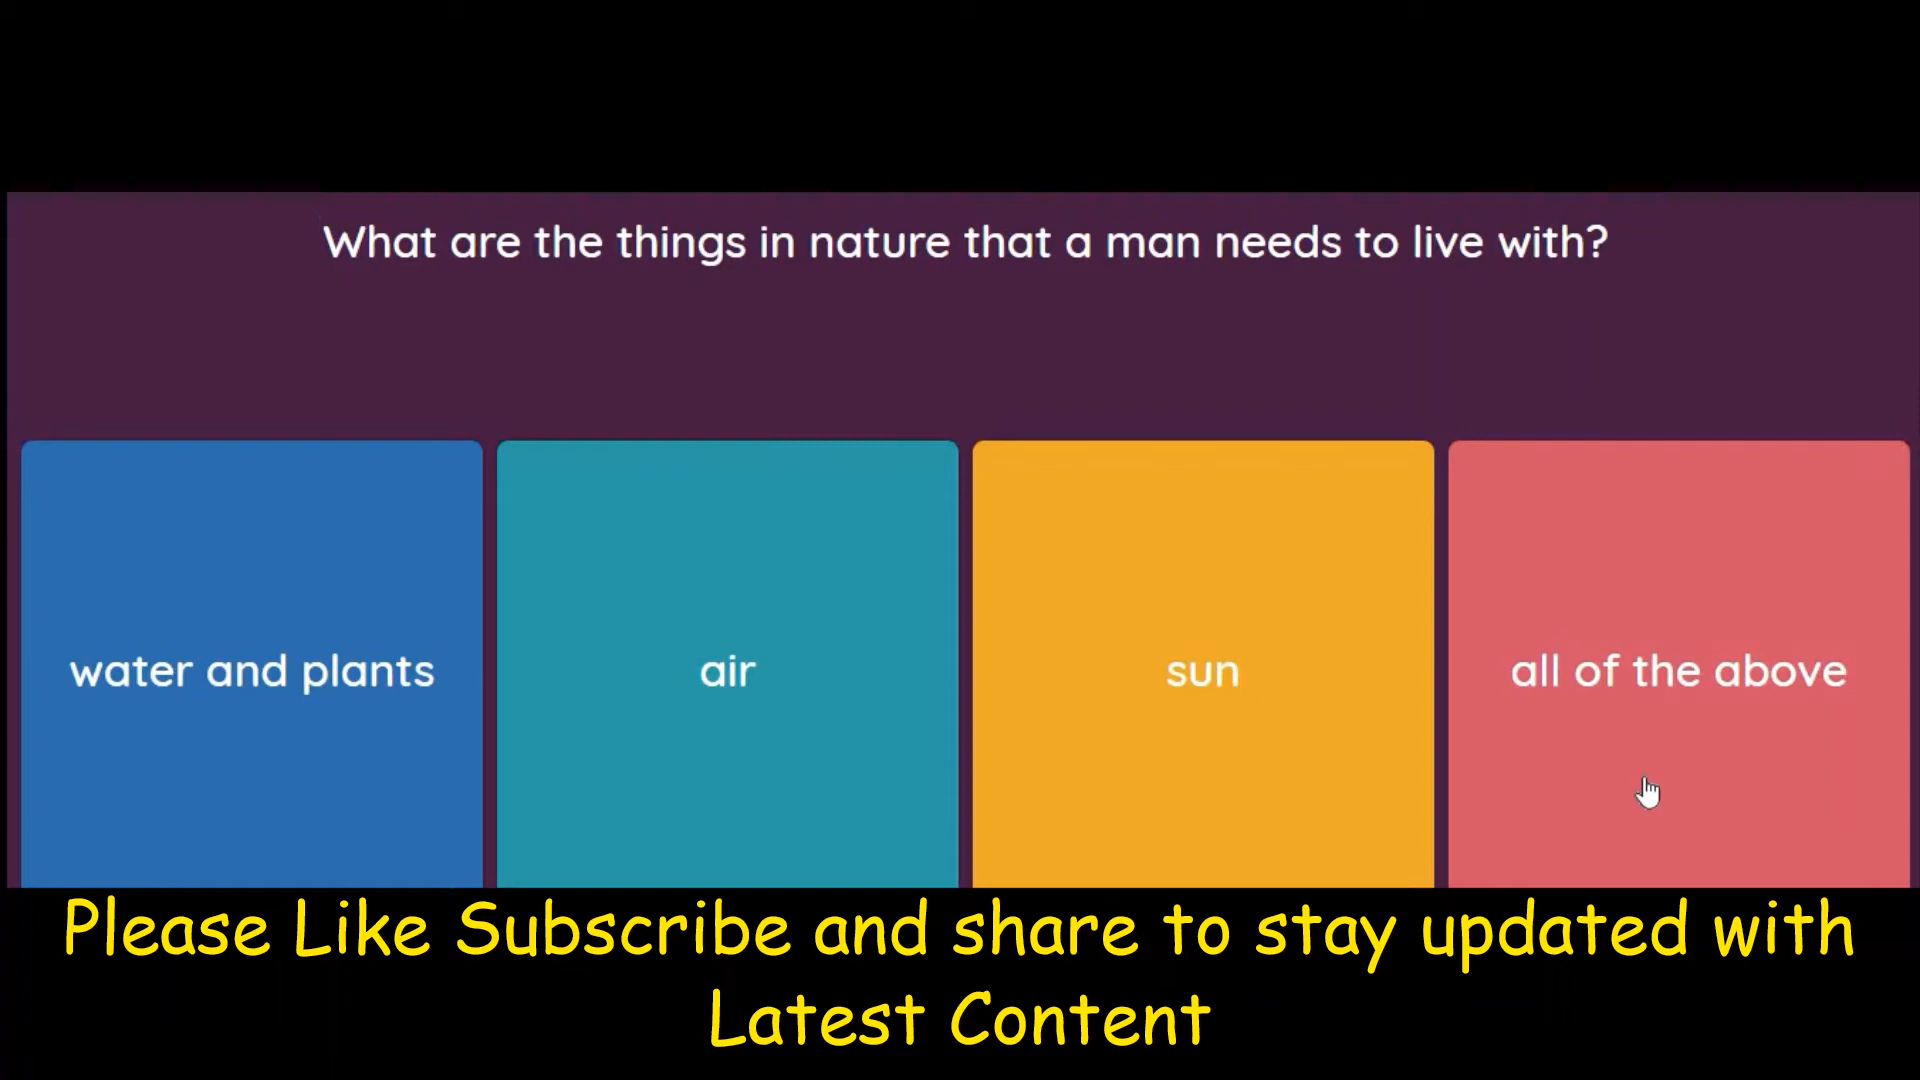 What are the things in nature that a man needs to live with?
water and plants
air
sun
all of the above
Please Like Subscribe and share to stay updated with
Latest Content